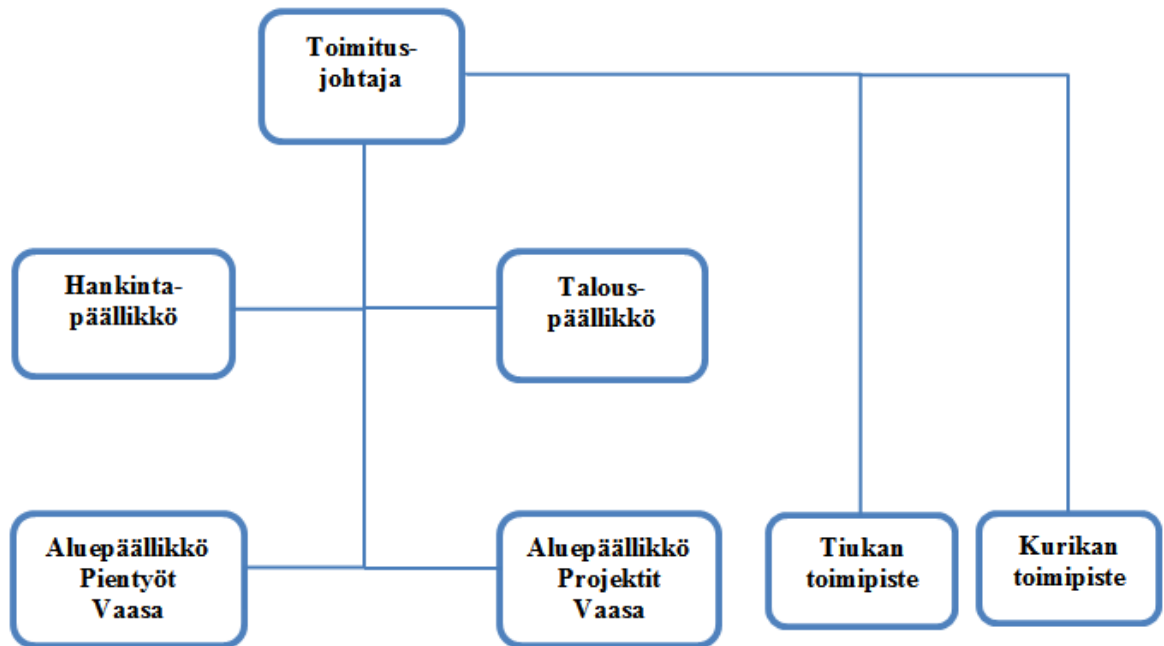 Toimitus-
johtaja
Hankinta-
päällikkö
Talous-
päällikkö
Aluepäällikkö
Pientyöt
Vaasa
Aluepäällikkö
Projektit
Vaasa
Tiukan
toimipiste
Kurikan
toimipiste